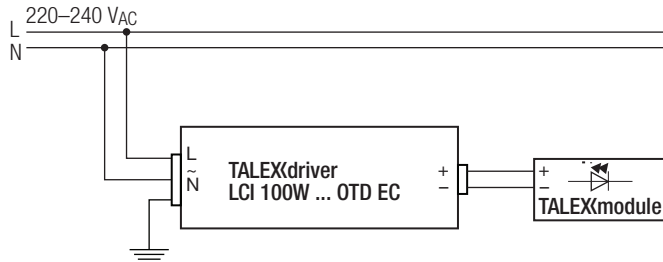 220–240 VAC
L
N
L
~
N
TALEXXdriver
LCI 100W ... OTD EC
+
−
+
−
TALEXXmodule